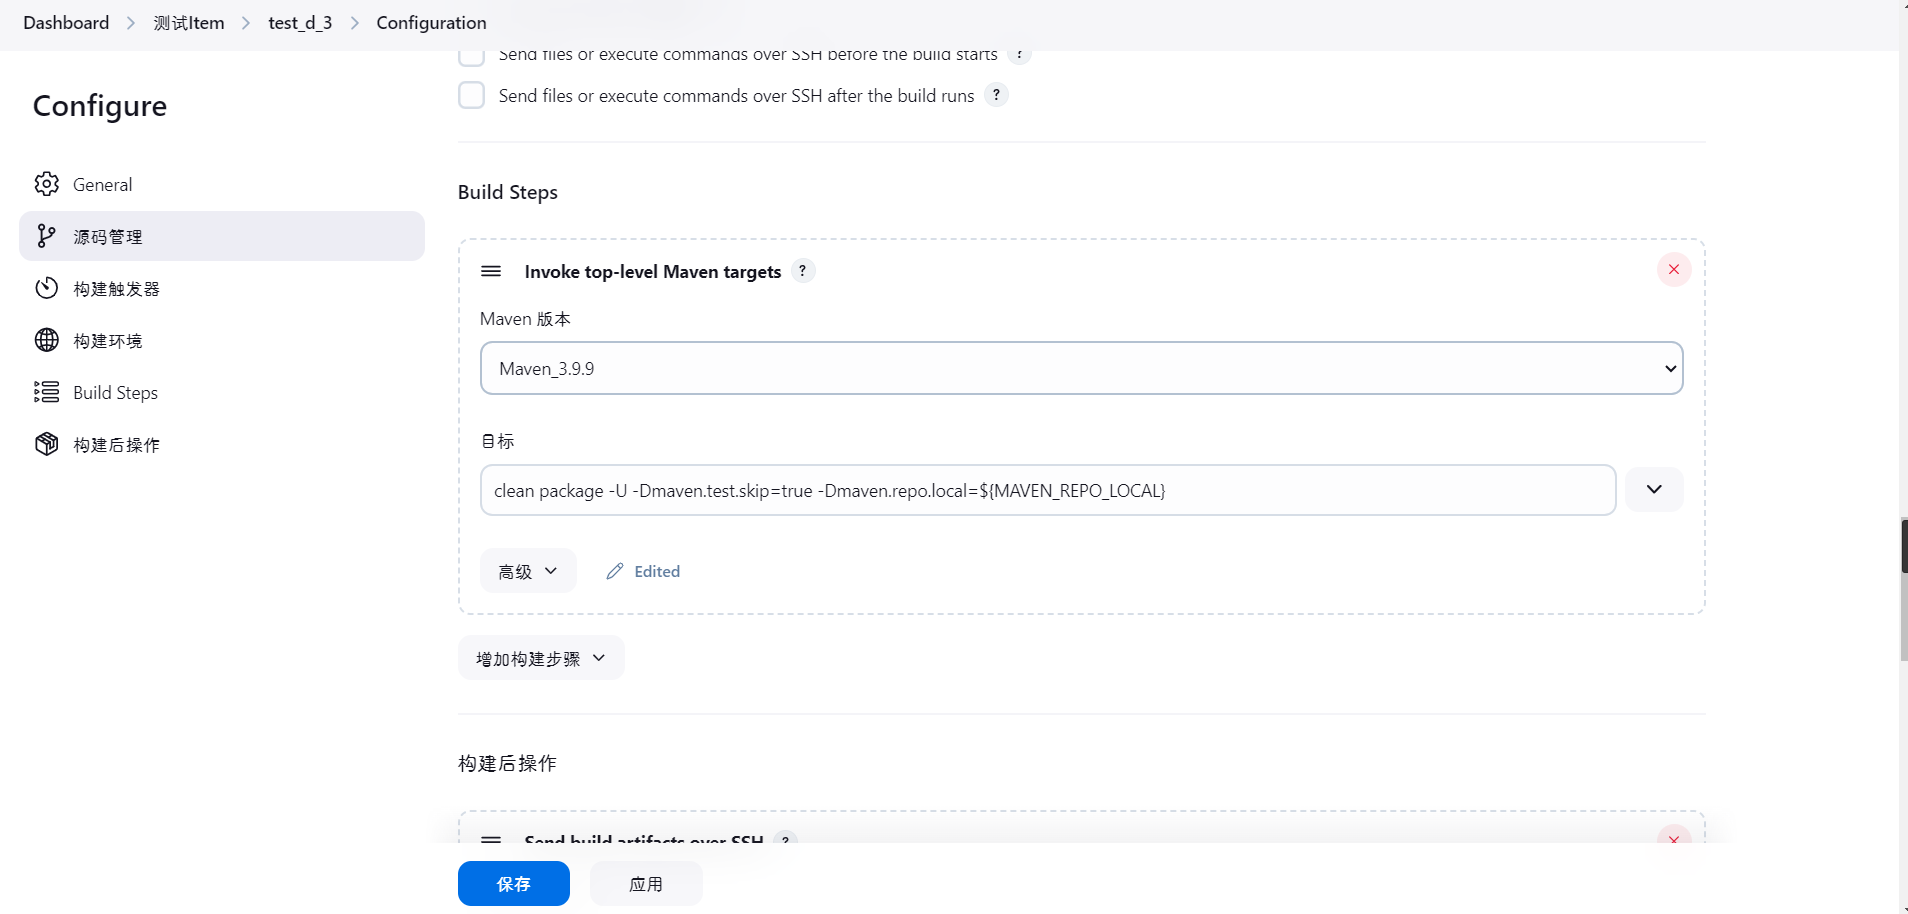 Dashboard 测试Item test_d_3 Configuration
Configure
General
源码管理
构建触发器
构建环境
Build Steps
构建后操作
Send files or execute commands over SSH before the build starts ?
Send files or execute commands over SSH after the build runs ?
Build Steps
Invoke top-level Maven targets ?
Maven 版本
Maven_3.9.9
目标
clean package -U -Dmaven.test.skip=true -Dmaven.repo.local=${MAVEN_REPO_LOCAL}
高级 Edited
增加构建步骤
构建后操作
Send build artifacts over SSH ?
保存 应用